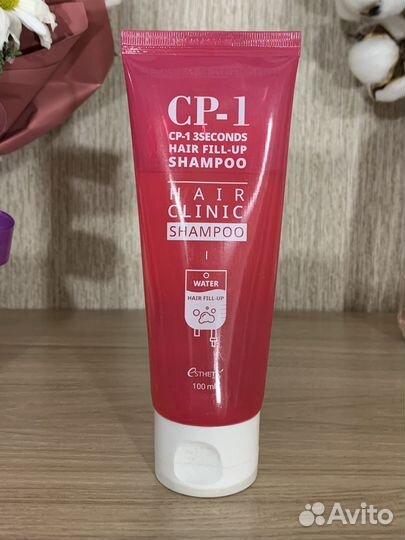 CP-1
CP-1 3SECONDS
HAIR FILL-UP
SHAMPOO
HAIR
CLINIC
SHAMPOO
WATER
HAIR FILL-UP
100 ml
Avito